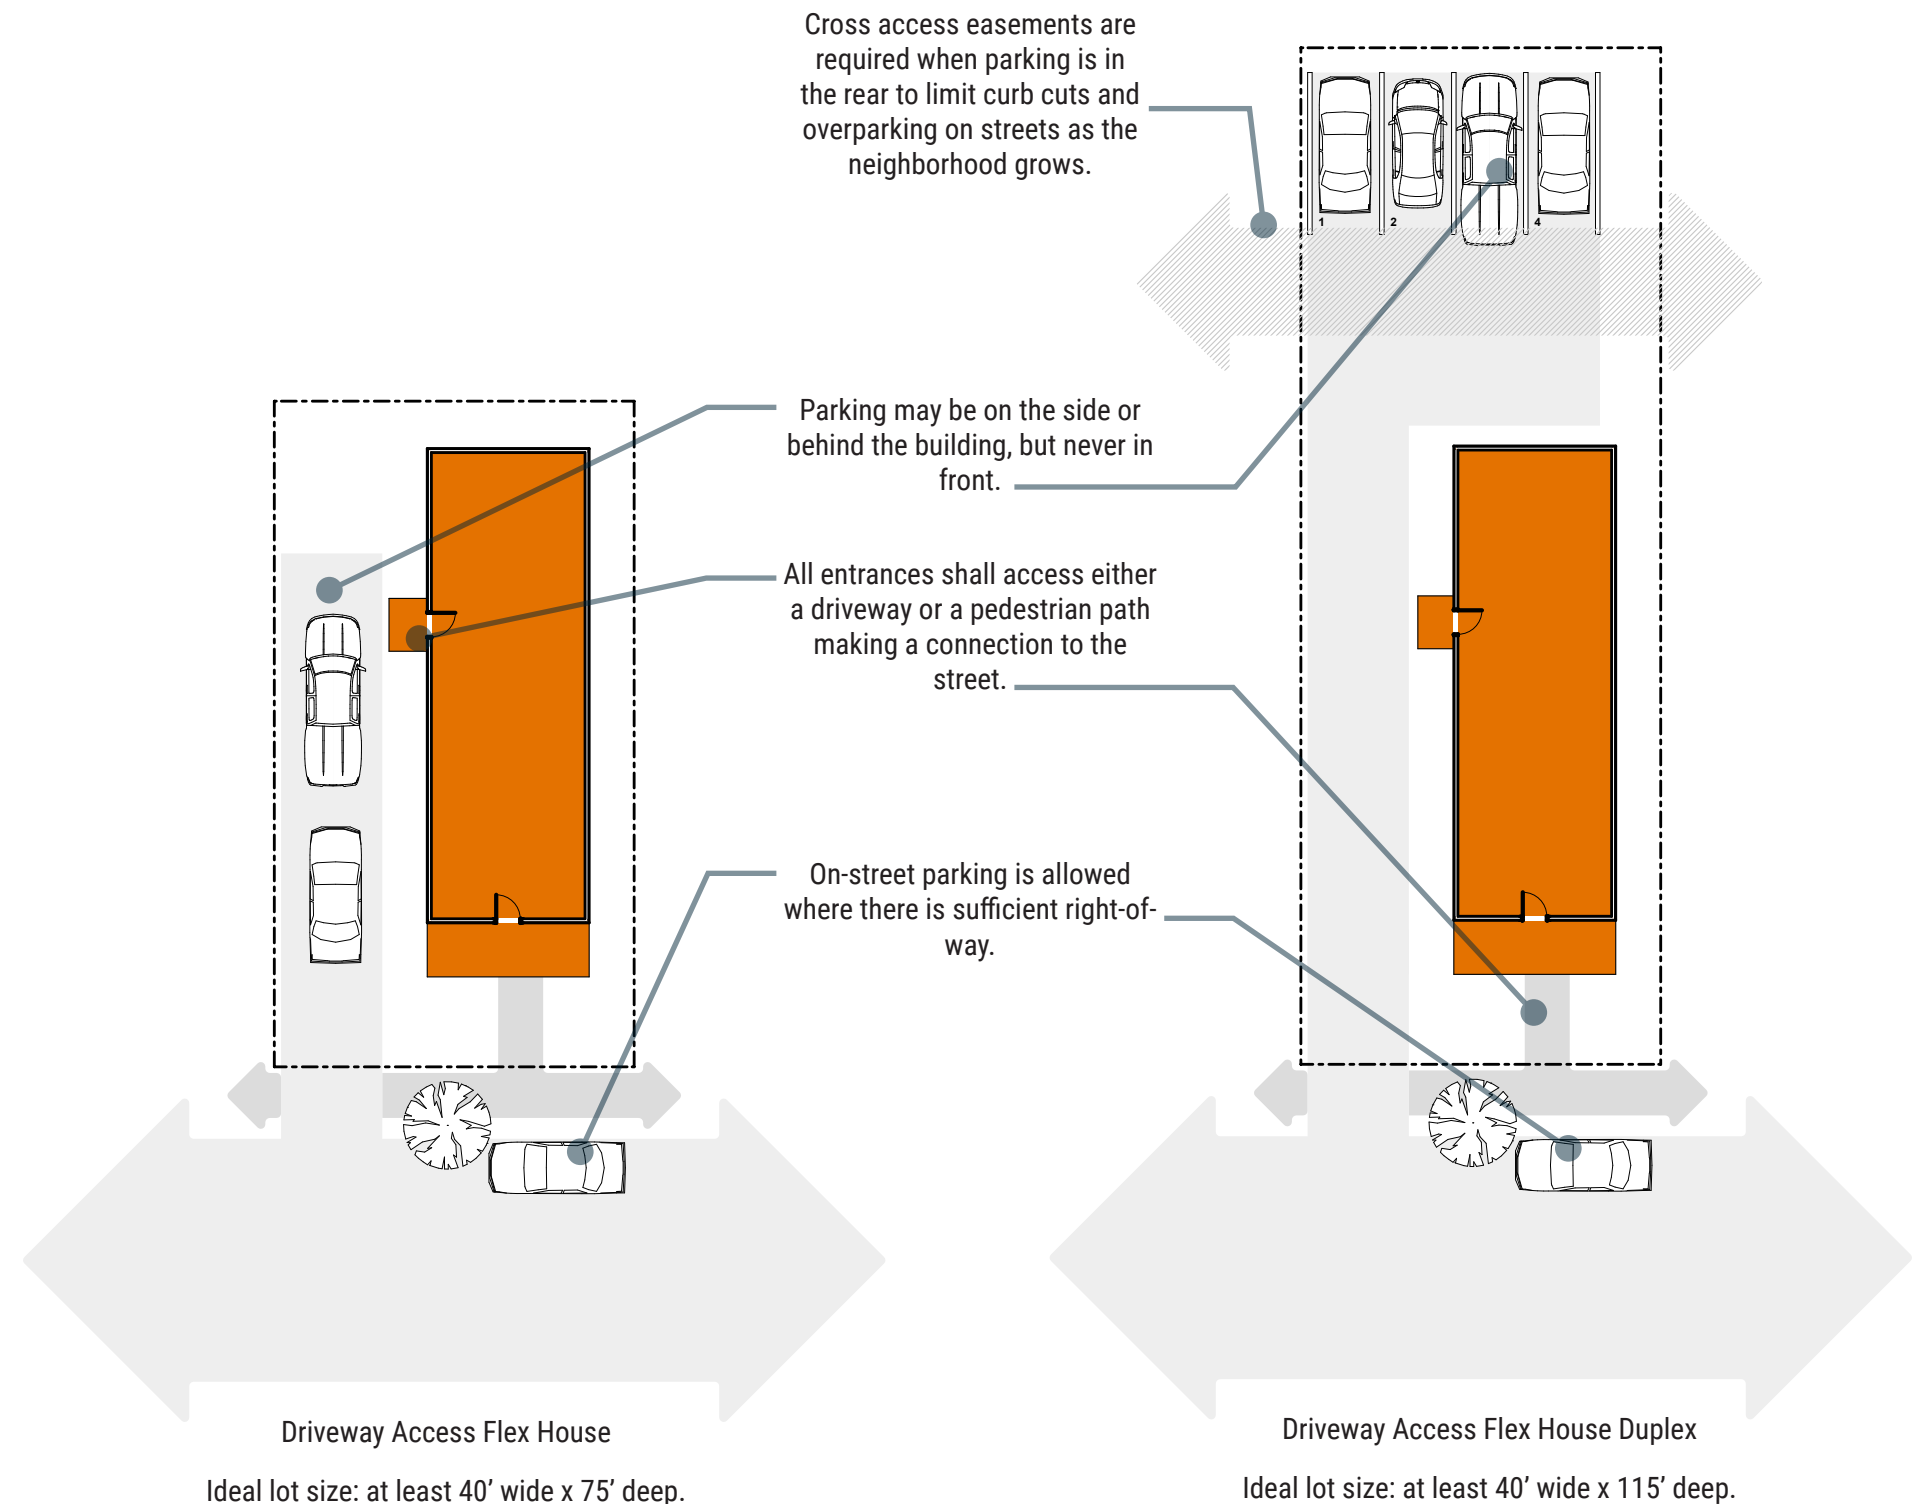 Cross access easements are
required when parking is in
the rear to limit curb cuts and
overparking on streets as the
neighborhood grows.
1
2
4
Parking may be on the side or
behind the building, but never in
front.
All entrances shall access either
a driveway or a pedestrian path
making a connection to the
street.
On-street parking is allowed
where there is sufficient right-of-
way.
Driveway Access Flex House
Ideal lot size: at least 40’ wide x 75’ deep.
Driveway Access Flex House Duplex
Ideal lot size: at least 40’ wide x 115’ deep.